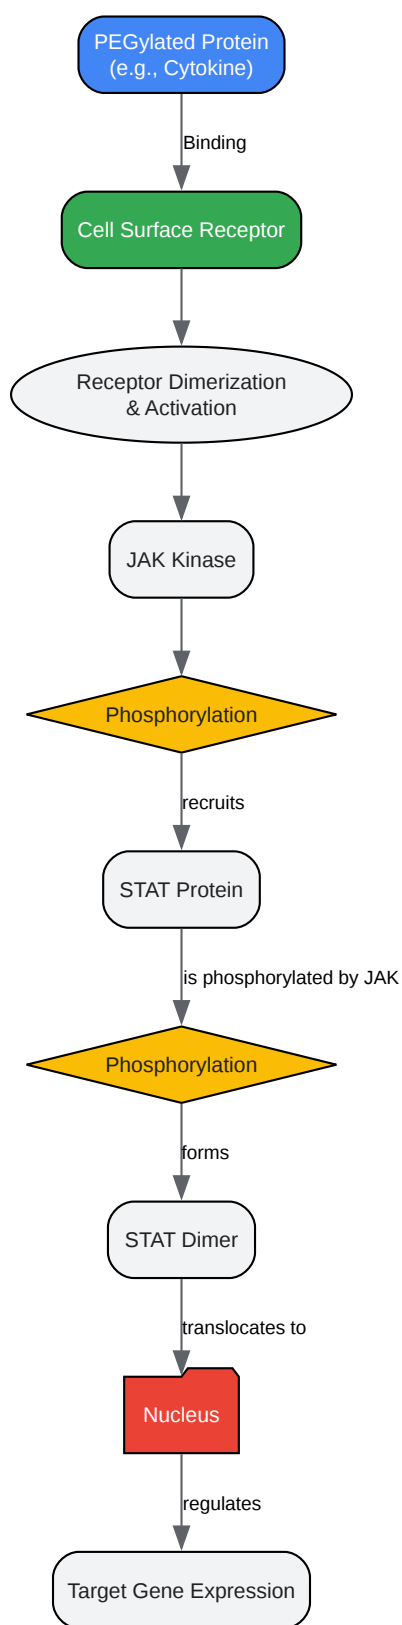 PEGylated Protein
(e.g., Cytokine)
Binding
Cell Surface Receptor
Receptor Dimerization
& Activation
JAK Kinase
Phosphorylation
recruits
STAT Protein
is phosphorylated by JAK
Phosphorylation
forms
STAT Dimer
translocates to
Nucleus
regulates
Target Gene Expression